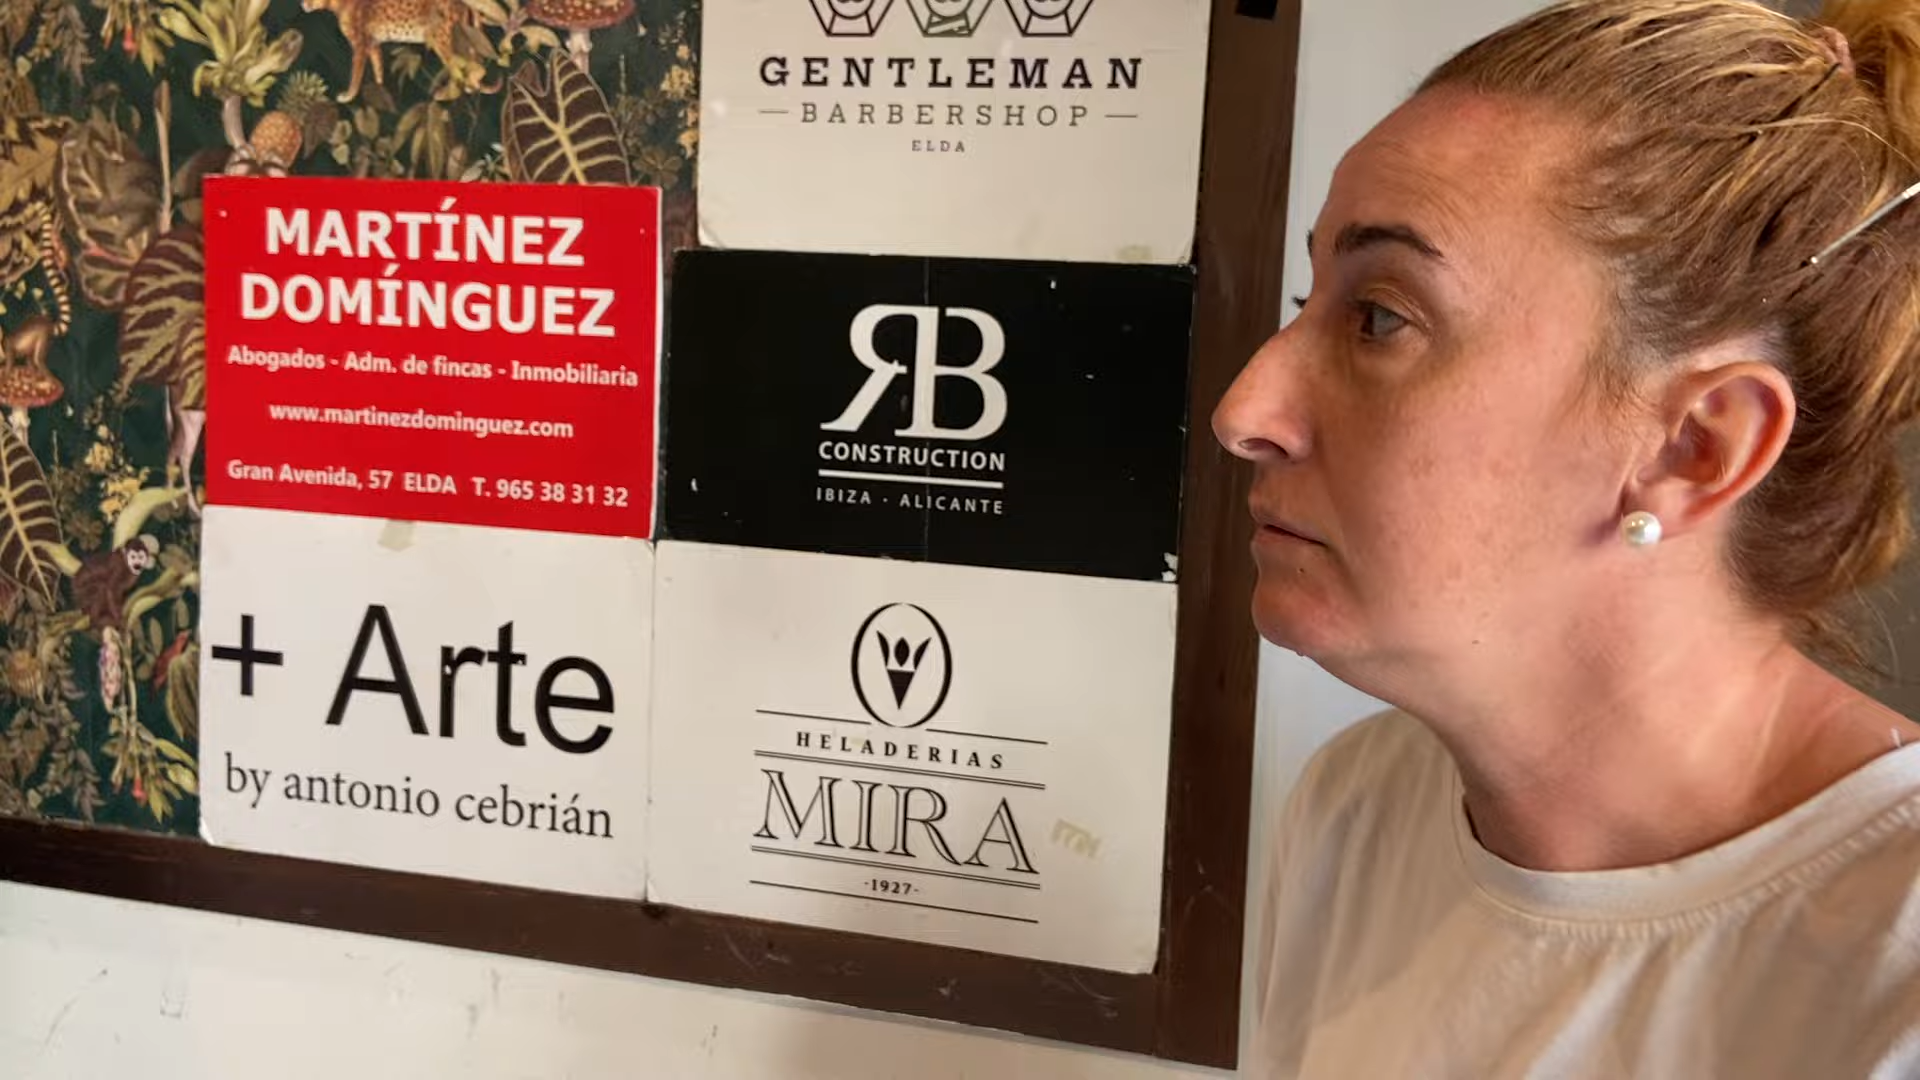 GENTLEMAN
BARBERSHOP
ELDA
MARTÍNEZ
DOMÍNGUEZ
Abogados - Adm. de fincas - Inmobiliaria
www.martinezdominguez.com
Gran Avenida, 57 ELDA T. 965 38 31 32
RB
CONSTRUCTION
IBIZA · ALICANTE
+ Arte
by antonio cebrián
HELADERIAS
MIRA
-1927-